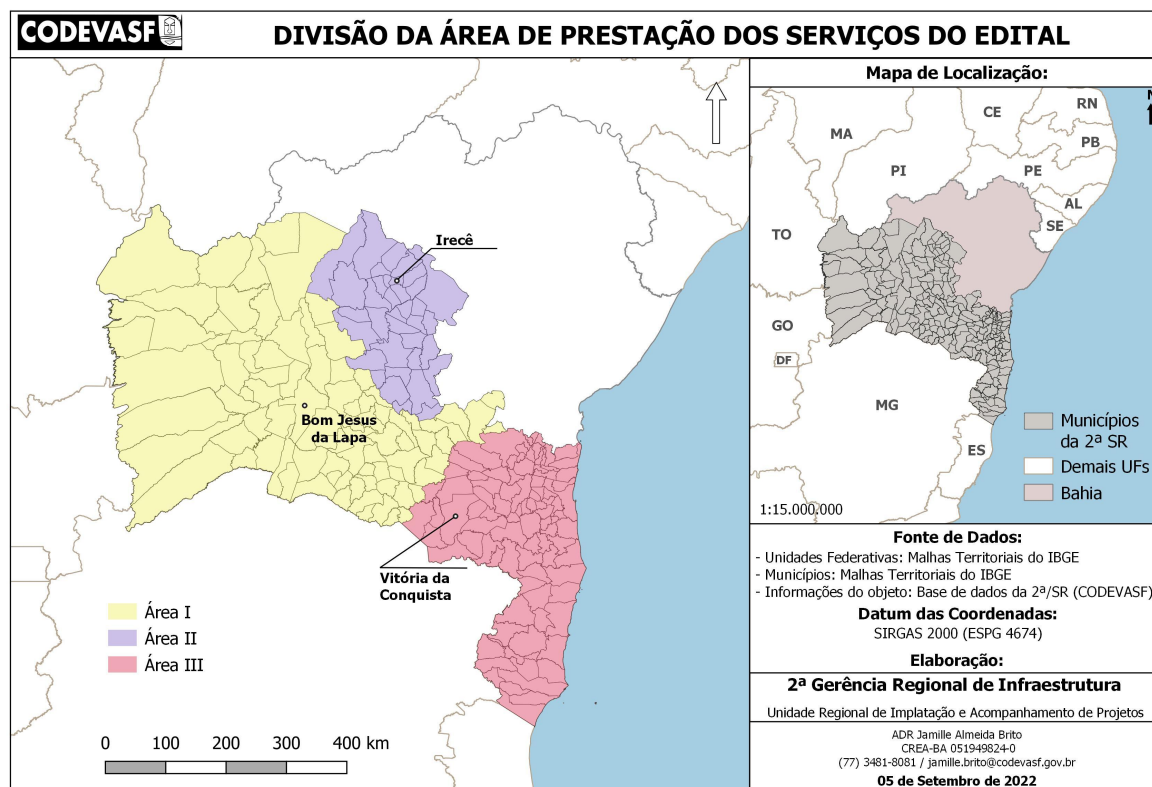 CODEVASF
DIVISÃO DA ÁREA DE PRESTAÇÃO DOS SERVIÇOS DO EDITAL
Irecê
Bom Jesus
da Lapa
Vitória da
Conquista
Área I
Área II
Área III
0 100 200 300 400 km
Mapa de Localização:
N
MA
CE
RN
PB
PI
PE
AL
SE
TO
GO
DF
MG
ES
Municípios
da 2ª SR
Demais UFs
Bahia
1:15.000.000
Fonte de Dados:
- Unidades Federativas: Malhas Territoriais do IBGE
- Municípios: Malhas Territoriais do IBGE
- Informações do objeto: Base de dados da 2ª/SR (CODEVASF)
Datum das Coordenadas:
SIRGAS 2000 (ESPG 4674)
Elaboração:
2ª Gerência Regional de Infraestrutura
Unidade Regional de Implatação e Acompanhamento de Projetos
ADR Jamille Almeida Brito
CREA-BA 051949824-0
(77) 3481-8081 / jamille.brito@codevasf.gov.br
05 de Setembro de 2022